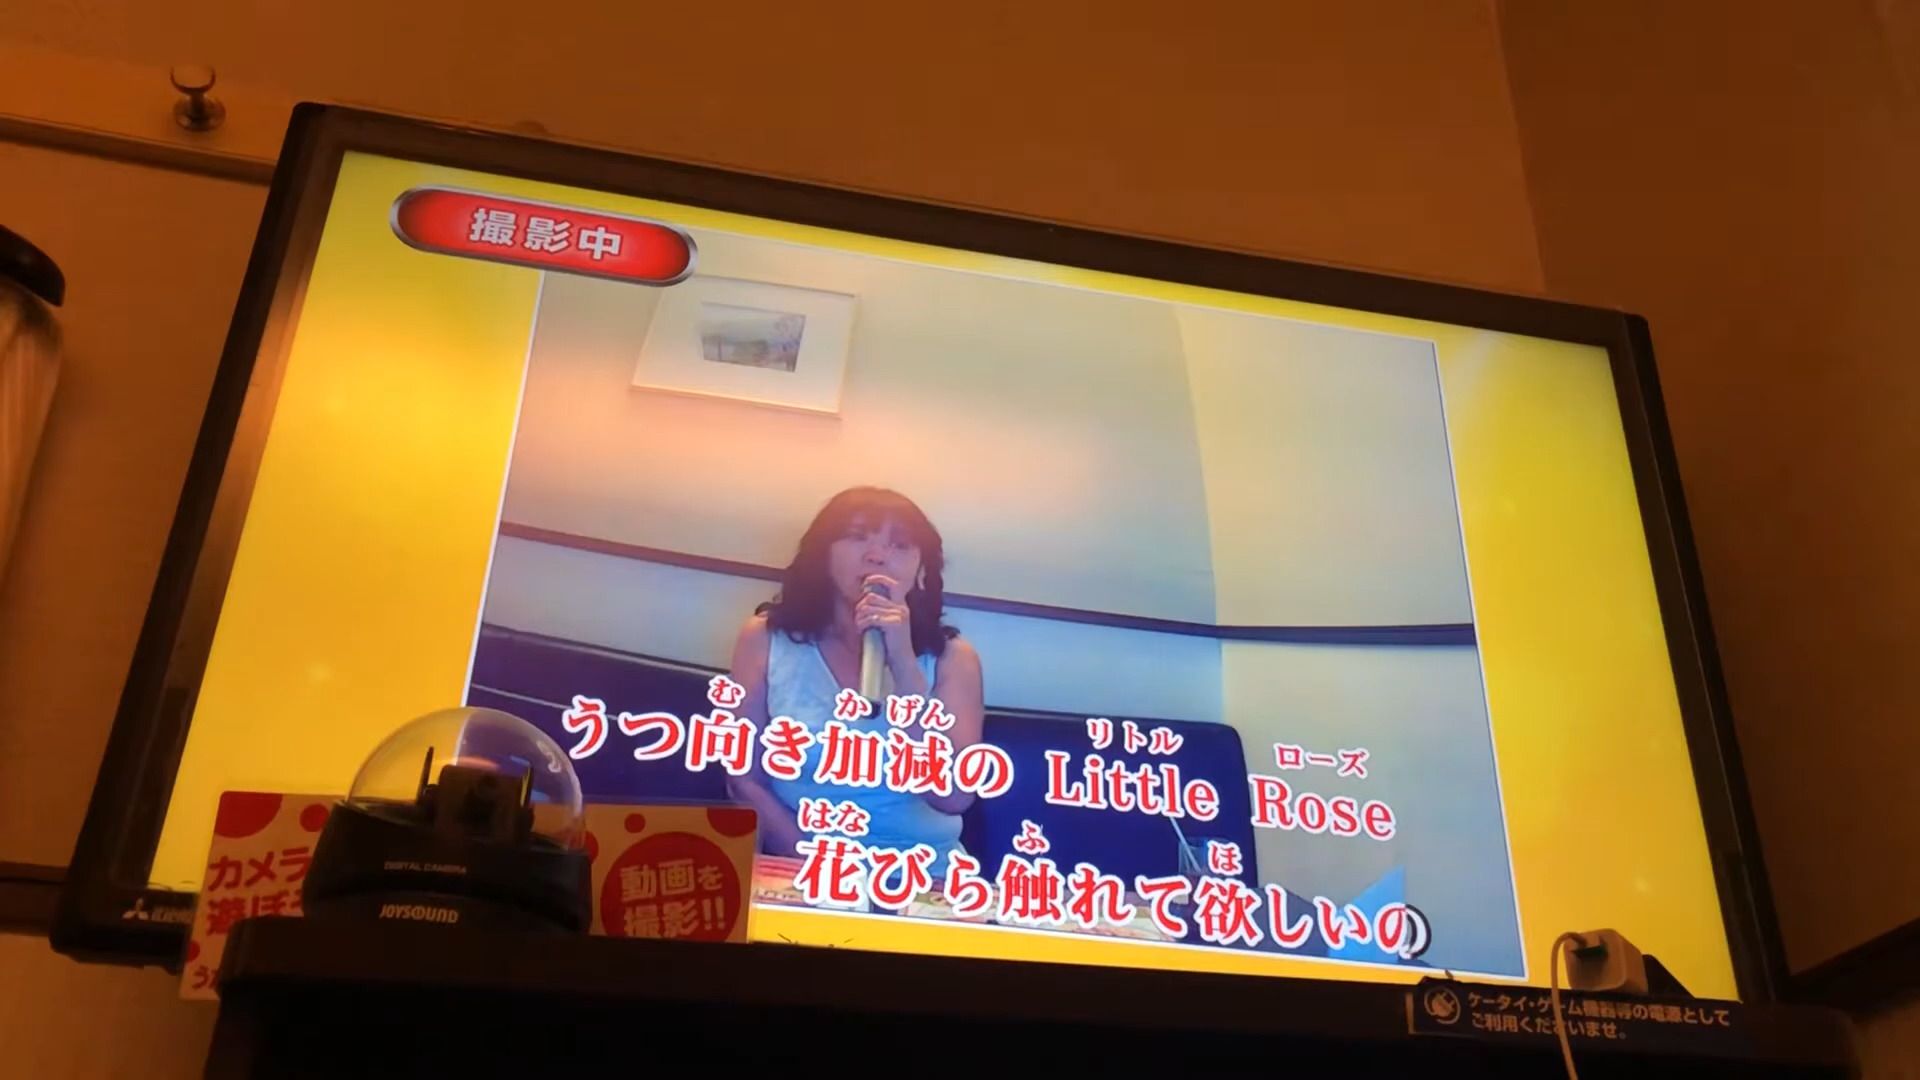 撮影中
む
か げん
リトル
ローズ
うつ向き加減の Little Rose
はな
ふ
ほ
花びら触れて欲しいの
DIGITAL CAMERA
JOYSOUND
カメラ
遊ぼ
動画を
撮影!!
ケータイ・ゲーム機器等の電源として
ご利用くださいませ。